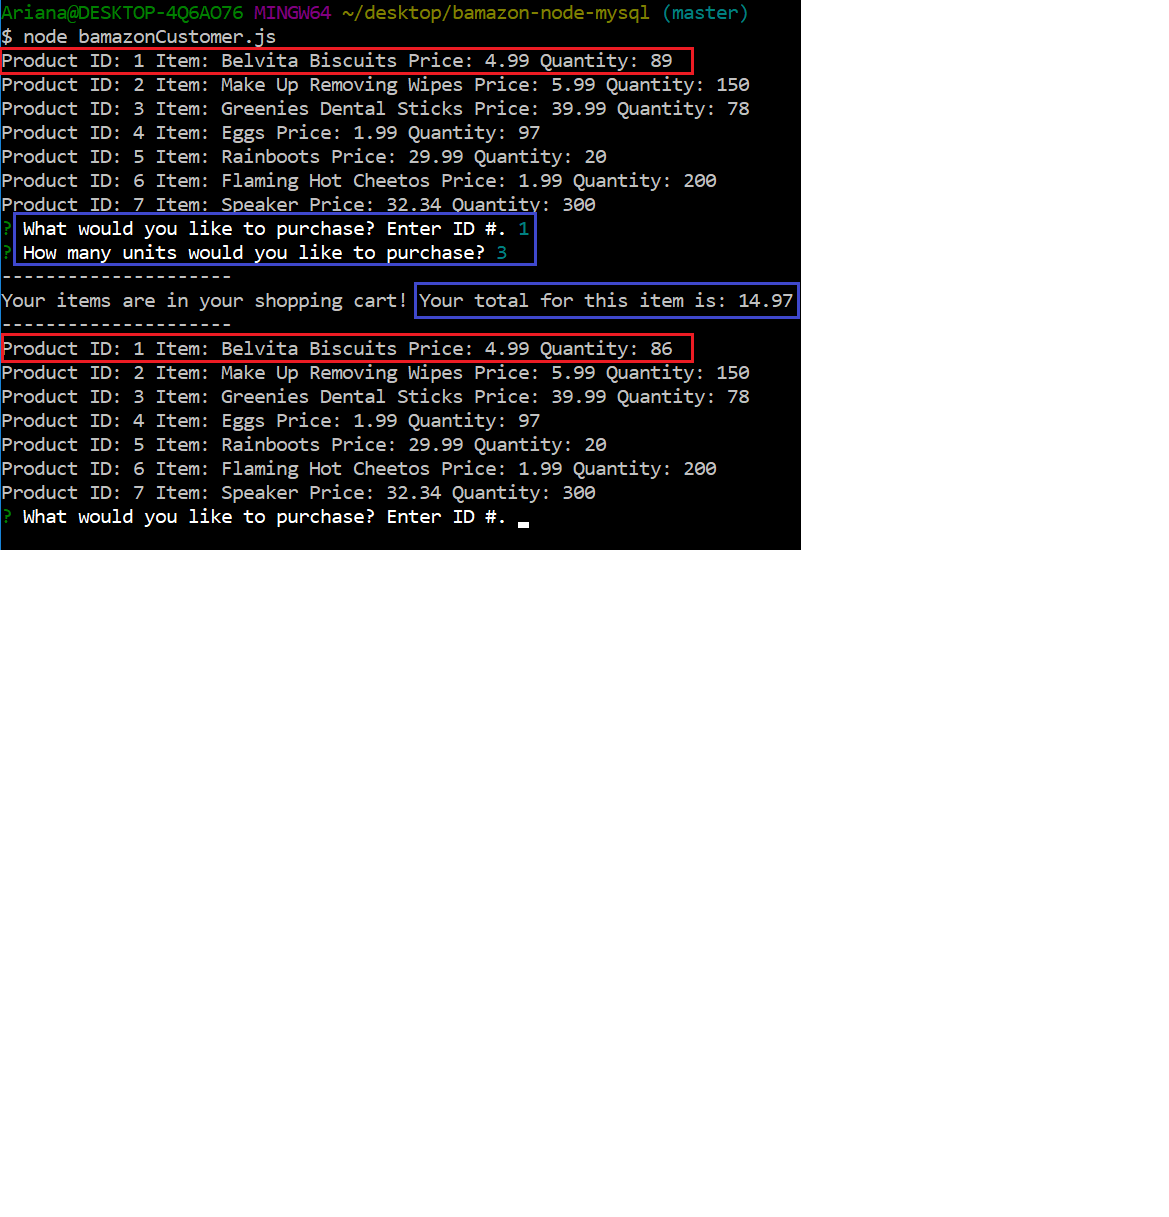 Ariana@DESKTOP-4Q6AO76 MINGW64 ~/desktop/bamazon-node-mysql (master)
$ node bamazonCustomer.js
Product ID: 1 Item: Belvita Biscuits Price: 4.99 Quantity: 89
Product ID: 2 Item: Make Up Removing Wipes Price: 5.99 Quantity: 150
Product ID: 3 Item: Greenies Dental Sticks Price: 39.99 Quantity: 78
Product ID: 4 Item: Eggs Price: 1.99 Quantity: 97
Product ID: 5 Item: Rainboots Price: 29.99 Quantity: 20
Product ID: 6 Item: Flaming Hot Cheetos Price: 1.99 Quantity: 200
Product ID: 7 Item: Speaker Price: 32.34 Quantity: 300
? What would you like to purchase? Enter ID #. 1
? How many units would you like to purchase? 3
---------------------
Your items are in your shopping cart! Your total for this item is: 14.97
---------------------
Product ID: 1 Item: Belvita Biscuits Price: 4.99 Quantity: 86
Product ID: 2 Item: Make Up Removing Wipes Price: 5.99 Quantity: 150
Product ID: 3 Item: Greenies Dental Sticks Price: 39.99 Quantity: 78
Product ID: 4 Item: Eggs Price: 1.99 Quantity: 97
Product ID: 5 Item: Rainboots Price: 29.99 Quantity: 20
Product ID: 6 Item: Flaming Hot Cheetos Price: 1.99 Quantity: 200
Product ID: 7 Item: Speaker Price: 32.34 Quantity: 300
? What would you like to purchase? Enter ID #.